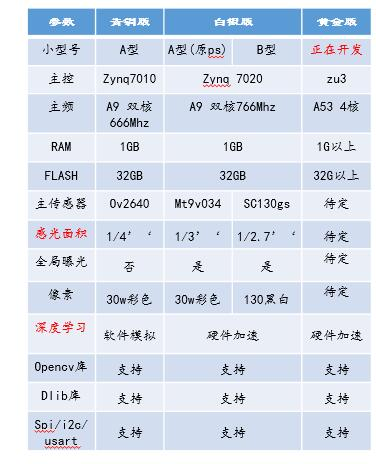 参数 青铜版 白银版 黄金版
小型号 A型 A型(原ps) B型 正在开发
主控 Zynq7010 Zynq 7020 zu3
主频 A9 双核 666Mhz A9 双核766Mhz A53 4核
RAM 1GB 1GB 1G以上
FLASH 32GB 32GB 32G以上
主传感器 Ov2640 Mt9v034 SC130gs 待定
感光面积 1/4’‘ 1/3’‘ 1/2.7’‘ 待定
全局曝光 否 是 是 待定
像素 30w彩色 30w彩色 130黑白 待定
深度学习 软件模拟 硬件加速 硬件加速
Opencv库 支持 支持 支持
Dlib库 支持 支持 支持
Spi/i2c/usart 支持 支持 支持